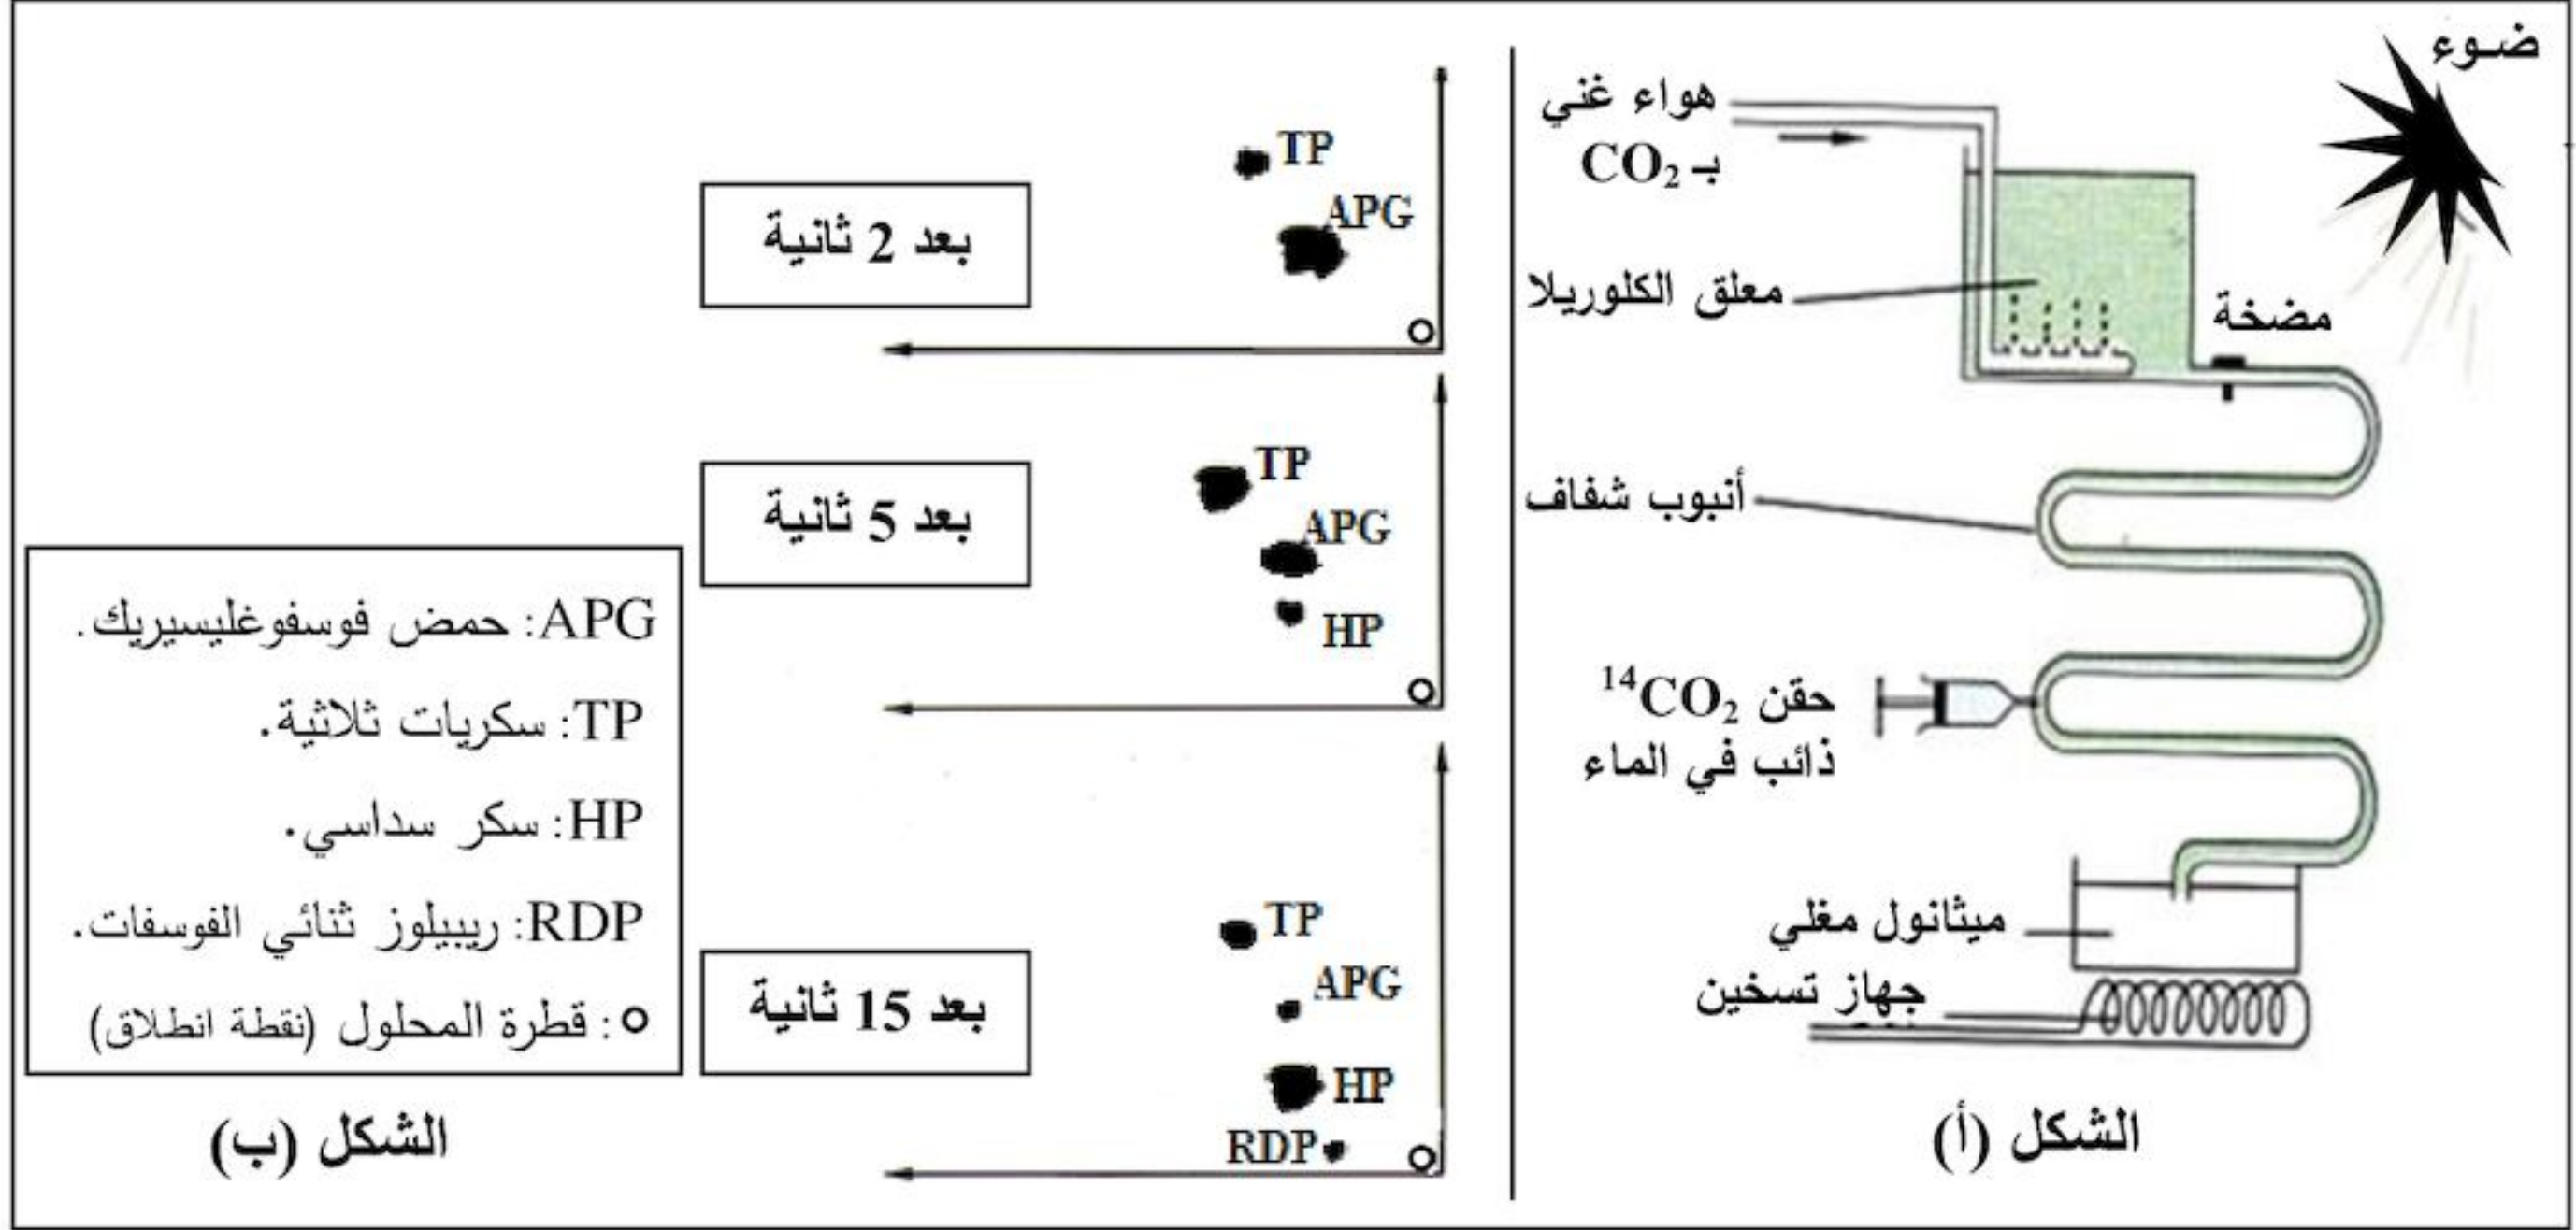 ضوء
هواء غني
بـ CO₂
معلق الكلوريلا
مضخة
أنبوب شفاف
حقن ¹⁴CO₂
ذائب في الماء
ميثانول مغلي
جهاز تسخين
الشكل (أ)
TP
APG
بعد 2 ثانية
TP
APG
HP
بعد 5 ثانية
TP
APG
HP
RDP
بعد 15 ثانية
APG: حمض فوسفوغليسيريك.
TP: سكريات ثلاثية.
HP: سكر سداسي.
RDP: ريبيلوز ثنائي الفوسفات.
o: قطرة المحلول (نقطة انطلاق)
الشكل (ب)